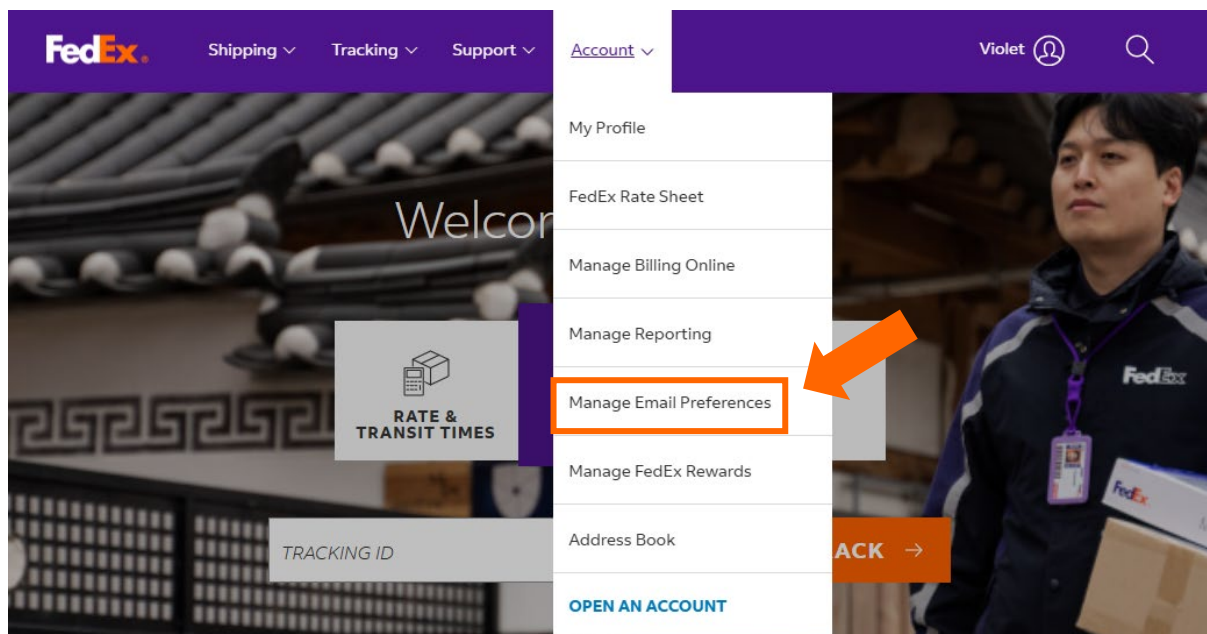 FedEx®
Shipping
Tracking
Support
Account
Violet
My Profile
FedEx Rate Sheet
Manage Billing Online
Manage Reporting
Manage Email Preferences
Manage FedEx Rewards
Address Book
OPEN AN ACCOUNT
Welcor
RATE &
TRANSIT TIMES
TRACKING ID
ACK →
FedEx
FedEx